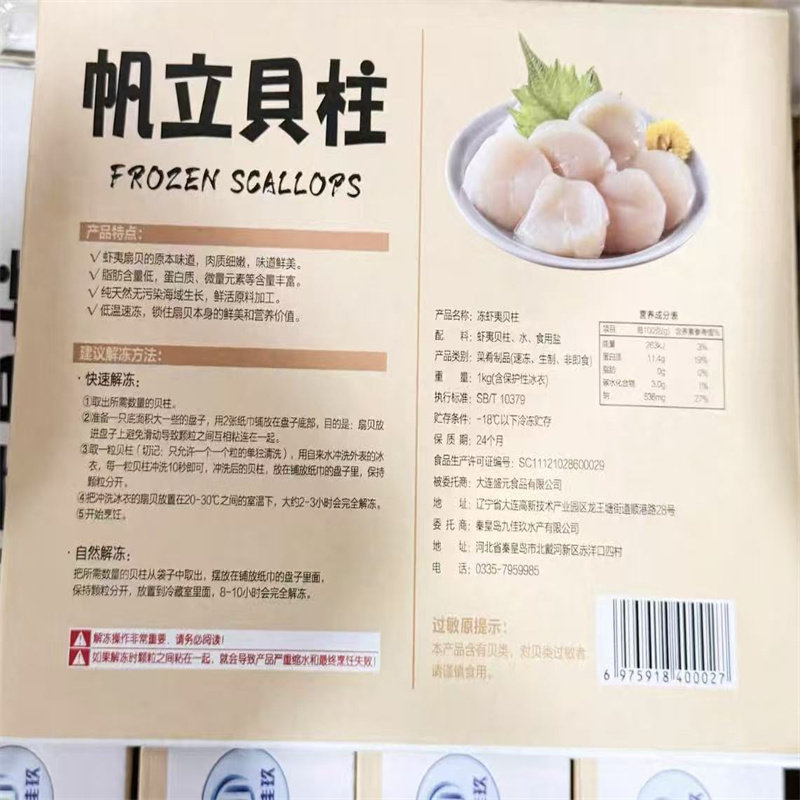 帆立貝柱
FROZEN SCALLOPS
产品特点：
√ 虾夷扇贝的原本味道，肉质细嫩，味道鲜美。
√ 脂肪含量低，蛋白质、微量元素等含量丰富。
√ 纯天然无污染海域生长，鲜活原料加工。
√ 低温速冻，锁住扇贝本身的鲜美和营养价值。
建议解冻方法：
·快速解冻：
①取出所需数量的贝柱。
②准备一只底面积大一些的盘子，用2张纸巾铺放在盘子底部，目的是：扇贝放
进盘子上避免滑动导致颗粒之间互相粘连在一起。
③取一粒贝柱（切记：只允许一个一个粒的单独清洗），用自来水冲洗外表的冰
衣，每一粒贝柱冲洗10秒即可，冲洗后的贝柱，放在铺放纸巾的盘子里，保持
颗粒分开。
④把冲洗冰衣的扇贝放置在20-30℃之间的室温下，大约2-3小时会完全解冻。
⑤开始烹饪。
·自然解冻：
把所需数量的贝柱从袋子中取出，摆放在铺放纸巾的盘子里面，
保持颗粒分开，放置到冷藏室里面，8-10小时会完全解冻。
解冻操作非常重要，请务必阅读！
如果解冻时颗粒之间粘在一起，就会导致产品严重缩水和最终烹饪失败！
产品名称：冻虾夷贝柱
配 料：虾夷贝柱、水、食用盐
产品类别：菜肴制品(速冻、生制、非即食)
重 量：1kg(含保护性冰衣)
执行标准：SB/T 10379
贮存条件：-18℃以下冷冻贮存
保 质 期：24个月
食品生产许可证编号：SC11121028600029
被委托商：大连盛元食品有限公司
地 址：辽宁省大连高新技术产业园区龙王塘街道顺港路28号
委 托 商：秦皇岛九佳玖水产有限公司
地 址：河北省秦皇岛市北戴河新区赤洋口四村
电 话：0335-7959985
营养成分表
项目 每100克(g) 营养素参考值%
能量 263kJ 3%
蛋白质 11.4g 19%
脂肪 0g 0%
碳水化合物 3.0g 1%
钠 536mg 27%
过敏原提示：
本产品含有贝类，对贝类过敏者
请谨慎食用。
6 975918 400027
佳玖
佳玖